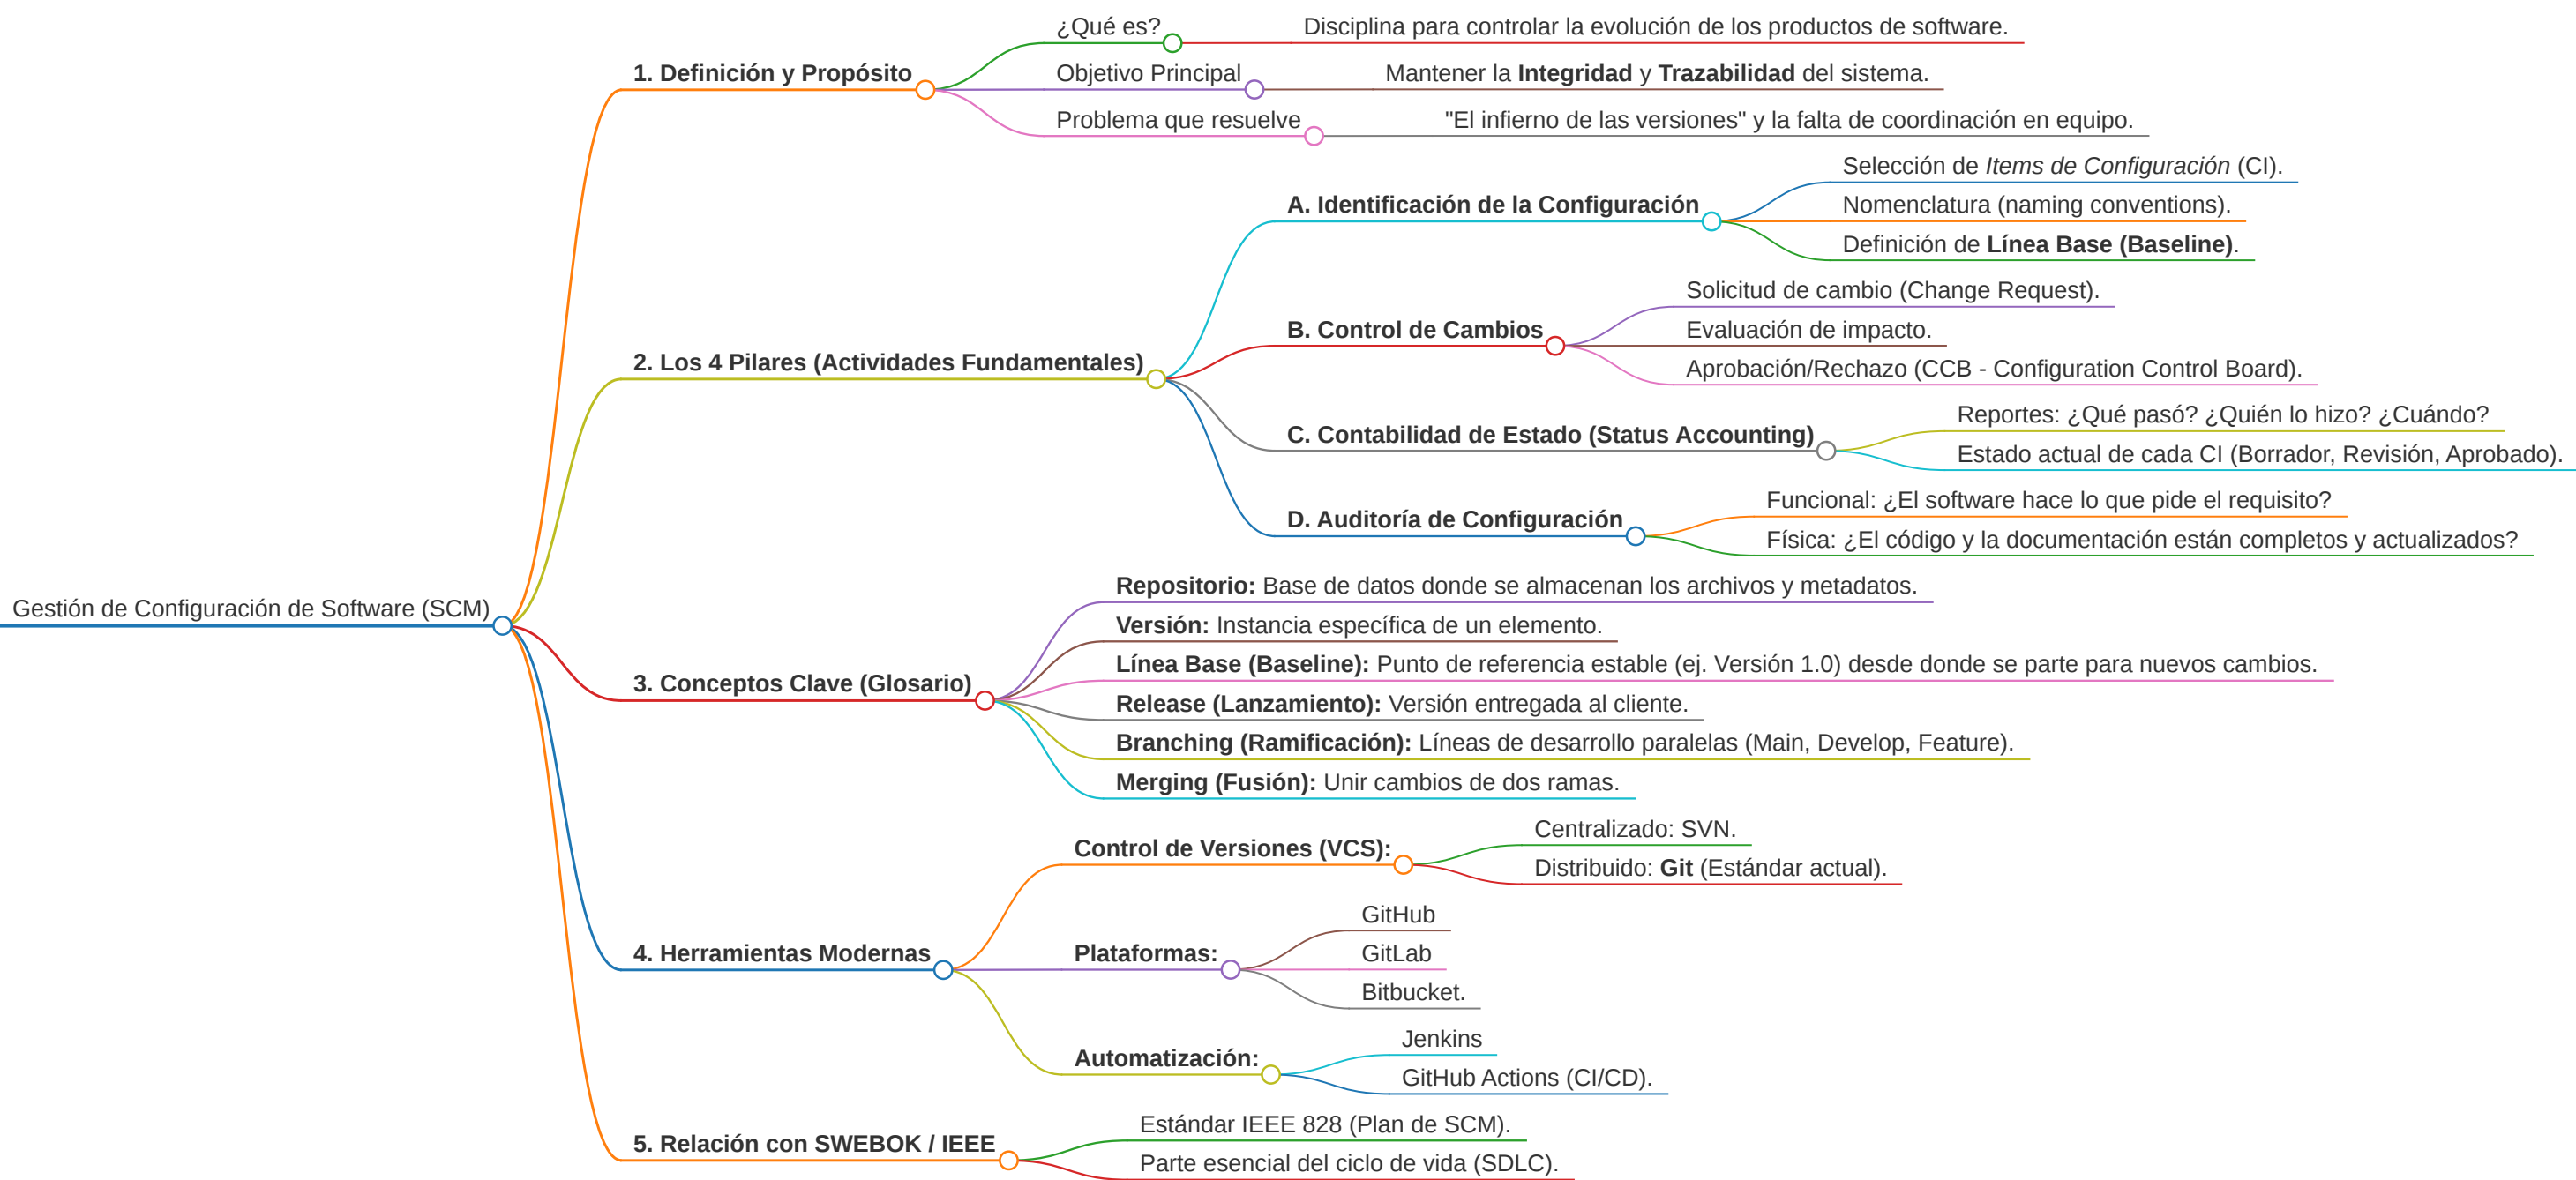 Gestión de Configuración de Software (SCM)
1. Definición y Propósito
¿Qué es?
Disciplina para controlar la evolución de los productos de software.
Objetivo Principal
Mantener la Integridad y Trazabilidad del sistema.
Problema que resuelve
"El infierno de las versiones" y la falta de coordinación en equipo.
2. Los 4 Pilares (Actividades Fundamentales)
A. Identificación de la Configuración
Selección de Items de Configuración (CI).
Nomenclatura (naming conventions).
Definición de Línea Base (Baseline).
B. Control de Cambios
Solicitud de cambio (Change Request).
Evaluación de impacto.
Aprobación/Rechazo (CCB - Configuration Control Board).
C. Contabilidad de Estado (Status Accounting)
Reportes: ¿Qué pasó? ¿Quién lo hizo? ¿Cuándo?
Estado actual de cada CI (Borrador, Revisión, Aprobado).
D. Auditoría de Configuración
Funcional: ¿El software hace lo que pide el requisito?
Física: ¿El código y la documentación están completos y actualizados?
3. Conceptos Clave (Glosario)
Repositorio: Base de datos donde se almacenan los archivos y metadatos.
Versión: Instancia específica de un elemento.
Línea Base (Baseline): Punto de referencia estable (ej. Versión 1.0) desde donde se parte para nuevos cambios.
Release (Lanzamiento): Versión entregada al cliente.
Branching (Ramificación): Líneas de desarrollo paralelas (Main, Develop, Feature).
Merging (Fusión): Unir cambios de dos ramas.
4. Herramientas Modernas
Control de Versiones (VCS):
Centralizado: SVN.
Distribuido: Git (Estándar actual).
Plataformas:
GitHub
GitLab
Bitbucket.
Automatización:
Jenkins
GitHub Actions (CI/CD).
5. Relación con SWEBOK / IEEE
Estándar IEEE 828 (Plan de SCM).
Parte esencial del ciclo de vida (SDLC).